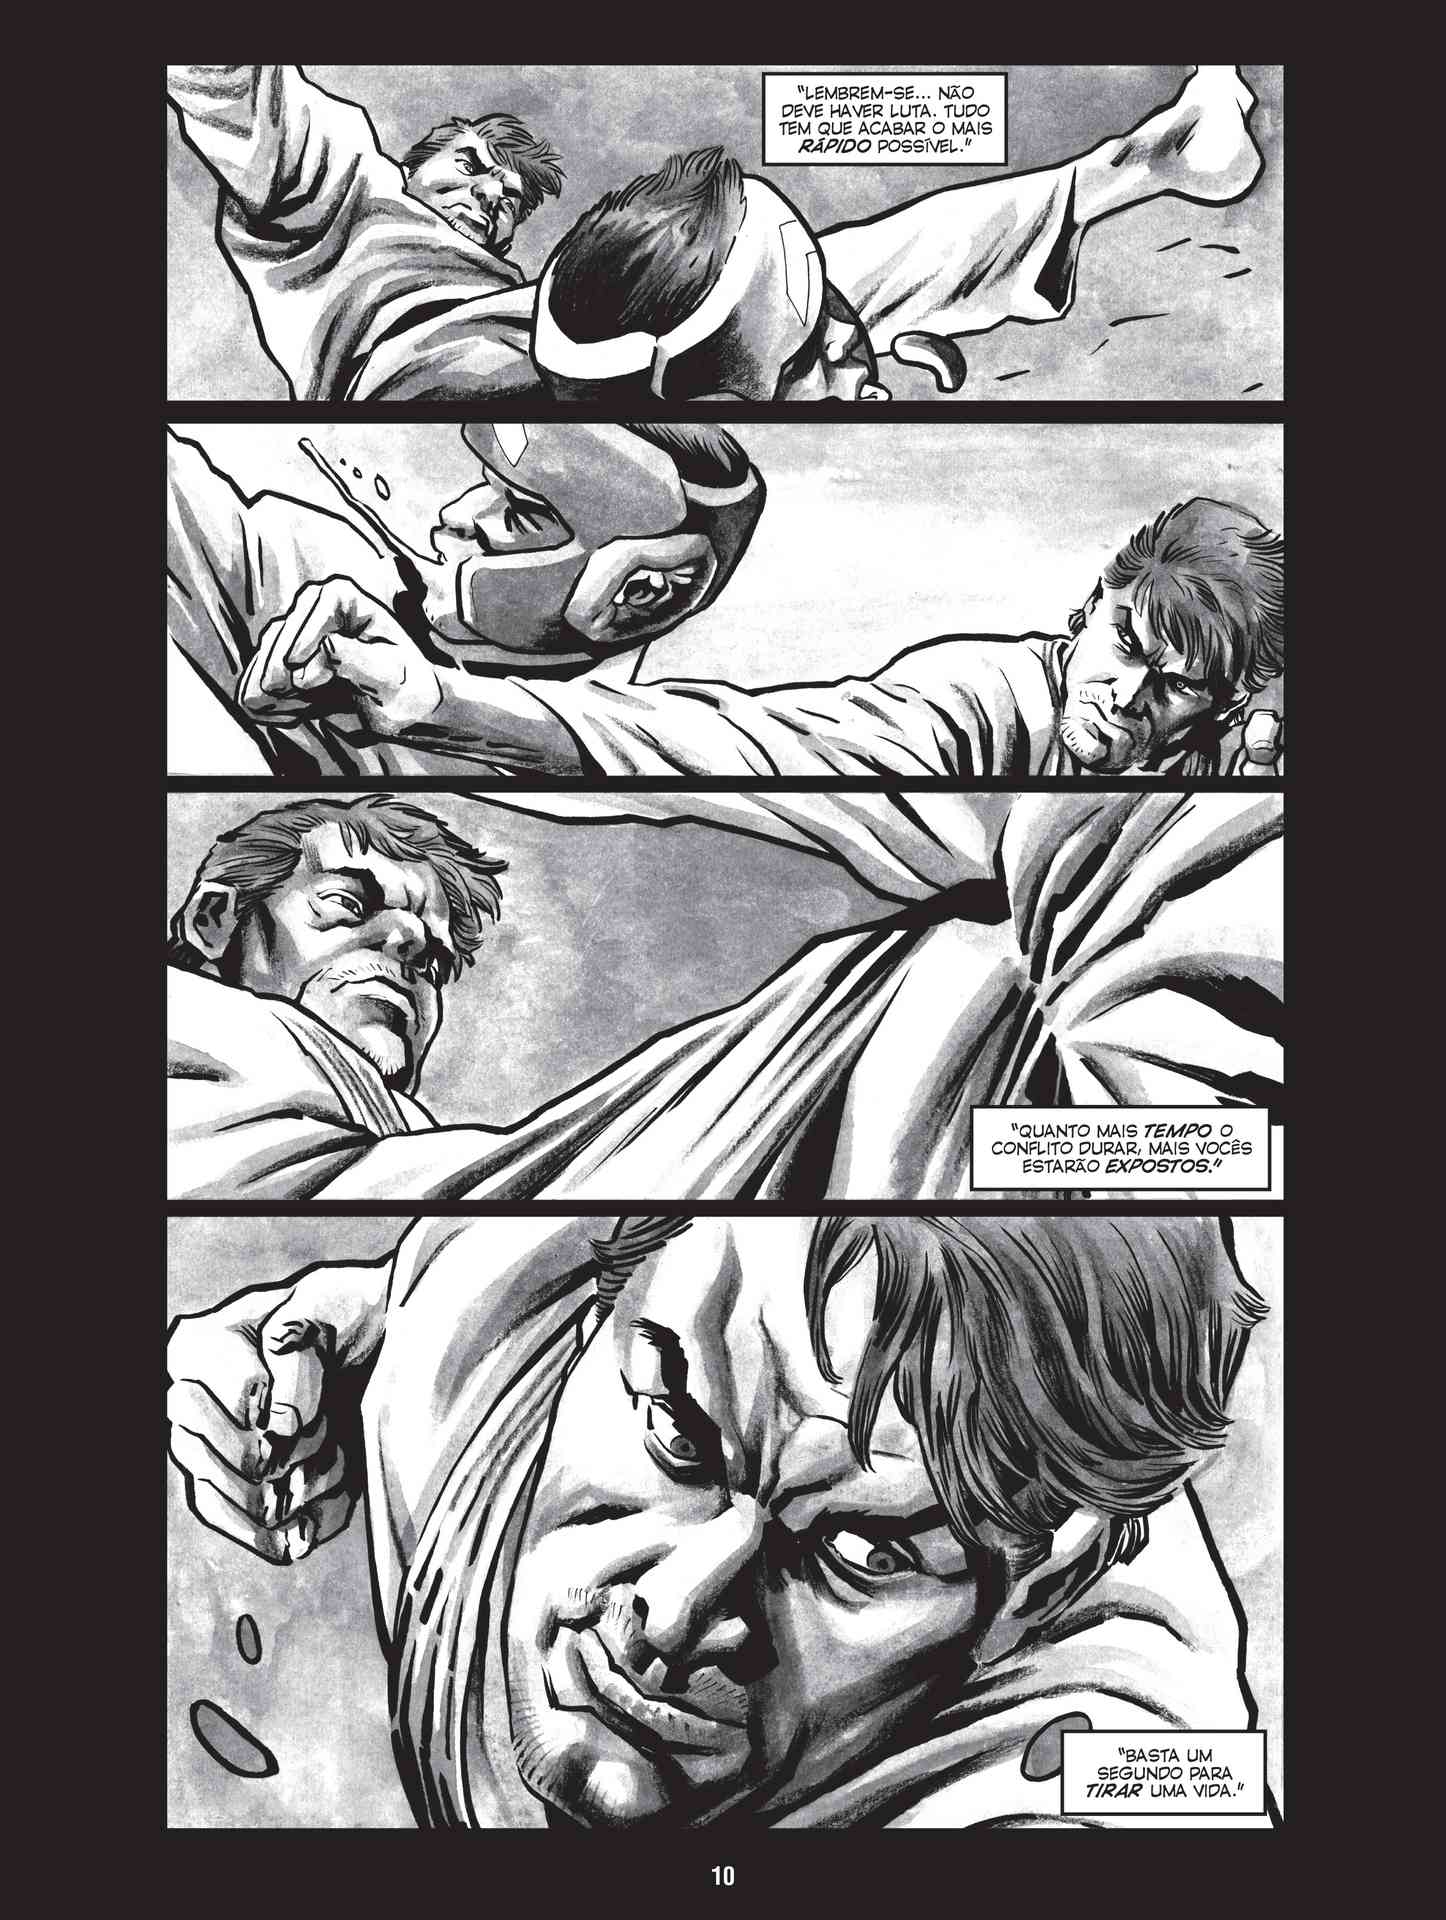 "LEMBREM-SE... NÃO
DEVE HAVER LUTA. TUDO
TEM QUE ACABAR O MAIS
RÁPIDO POSSÍVEL."
"QUANTO MAIS TEMPO O
CONFLITO DURAR, MAIS VOCÊS
ESTARÃO EXPOSTOS."
"BASTA UM
SEGUNDO PARA
TIRAR UMA VIDA."
10